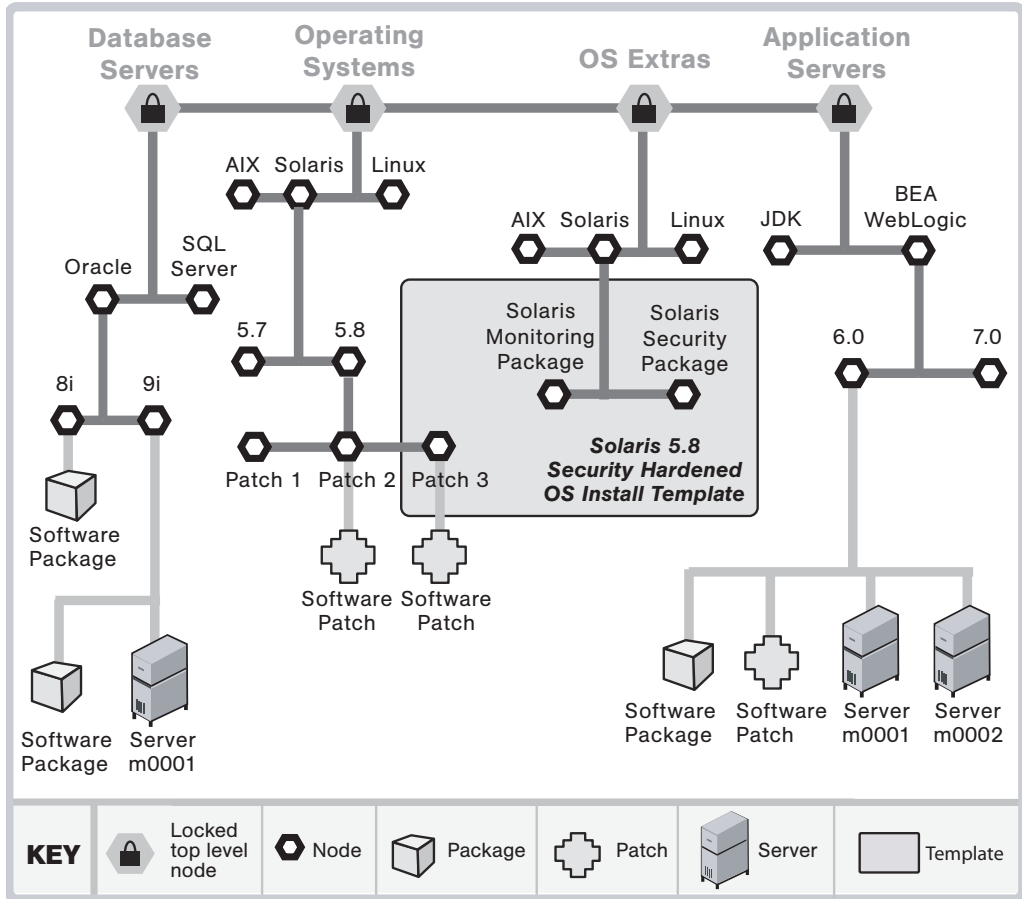 Database
Servers
Operating
Systems
OS Extras
Application
Servers
AIX Solaris Linux
AIX Solaris Linux
JDK
BEA
WebLogic
Oracle
SQL
Server
5.7 5.8
Solaris
Monitoring
Package
Solaris
Security
Package
6.0 7.0
8i 9i
Patch 1 Patch 2 Patch 3
Solaris 5.8
Security Hardened
OS Install Template
Software
Package
Software
Patch
Software
Patch
Software
Package
Server
m0001
Software
Package
Software
Patch
Server
m0001
Server
m0002
KEY
Locked
top level
node
Node
Package
Patch
Server
Template